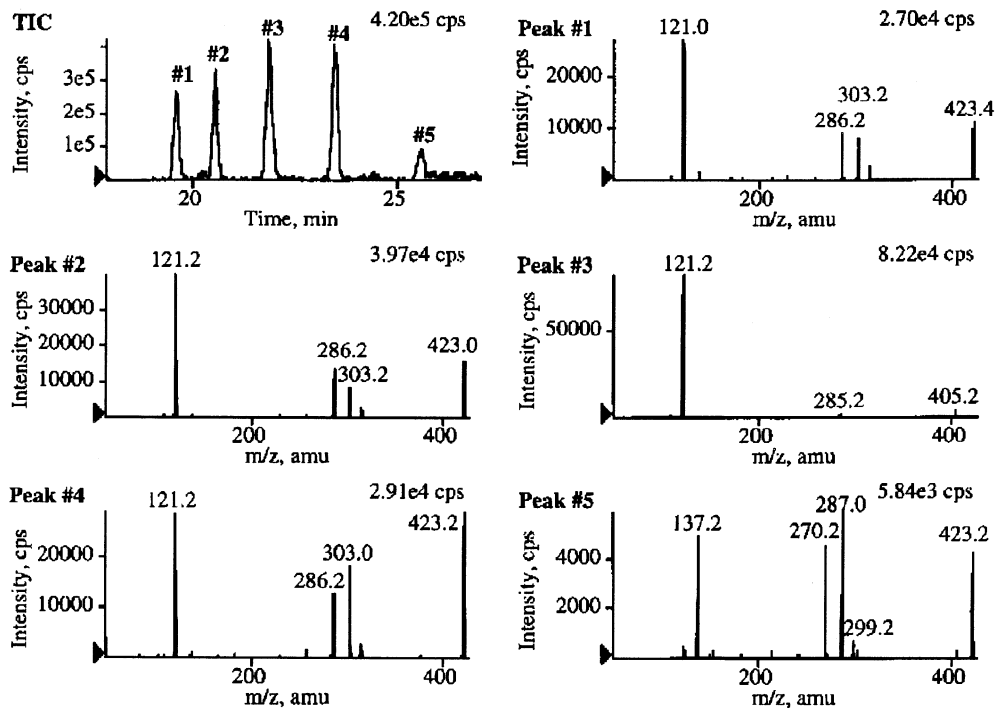 TIC
4.20e5 cps
Intensity, cps
3e5
2e5
1e5
#1
#2
#3
#4
#5
20
25
Time, min
Peak #1
2.70e4 cps
Intensity, cps
20000
10000
121.0
286.2
303.2
423.4
200
400
m/z, amu
Peak #2
3.97e4 cps
Intensity, cps
30000
20000
10000
121.2
286.2
303.2
423.0
200
400
m/z, amu
Peak #3
8.22e4 cps
Intensity, cps
50000
121.2
285.2
405.2
200
400
m/z, amu
Peak #4
2.91e4 cps
Intensity, cps
20000
10000
121.2
286.2
303.0
423.2
200
400
m/z, amu
Peak #5
5.84e3 cps
Intensity, cps
4000
2000
137.2
270.2
287.0
299.2
423.2
200
400
m/z, amu